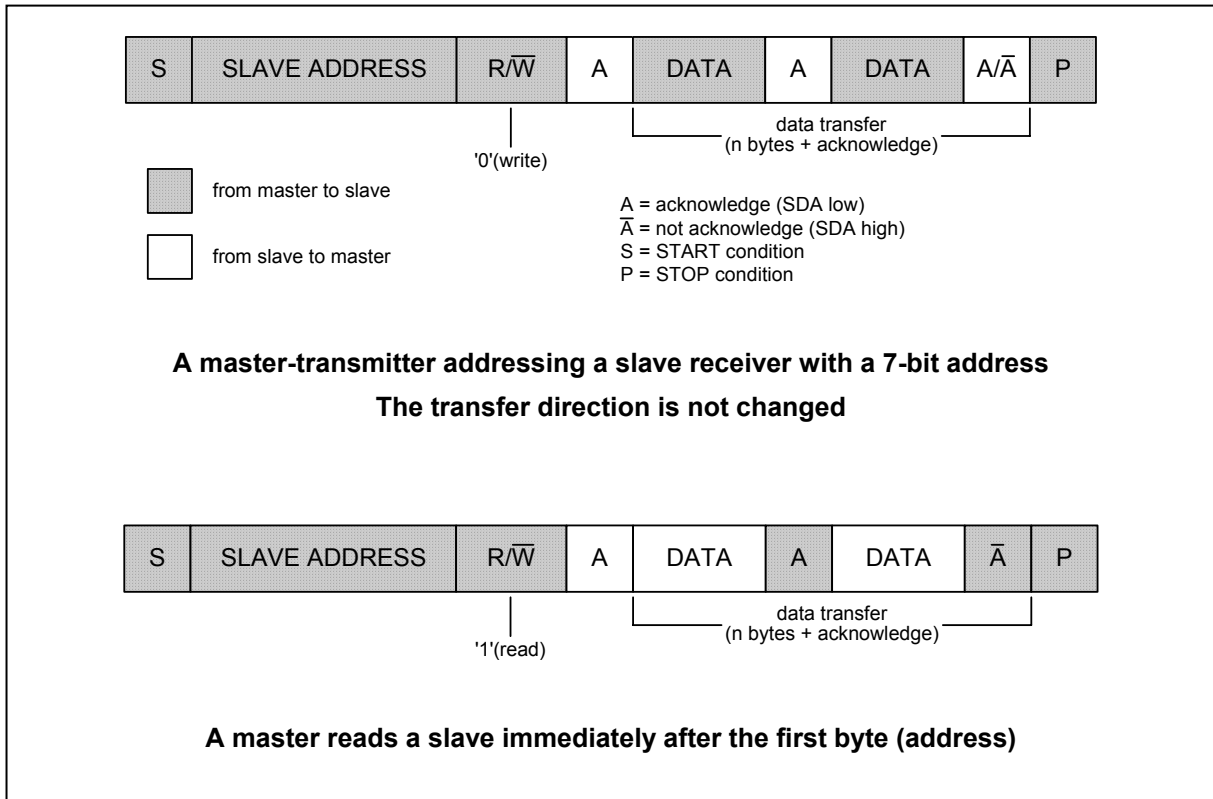 S SLAVE ADDRESS R/W̅ A DATA A DATA A/A̅ P
data transfer
(n bytes + acknowledge)
'0'(write)
from master to slave
from slave to master
A = acknowledge (SDA low)
A̅ = not acknowledge (SDA high)
S = START condition
P = STOP condition
A master-transmitter addressing a slave receiver with a 7-bit address
The transfer direction is not changed
S SLAVE ADDRESS R/W̅ A DATA A DATA A̅ P
data transfer
(n bytes + acknowledge)
'1'(read)
A master reads a slave immediately after the first byte (address)